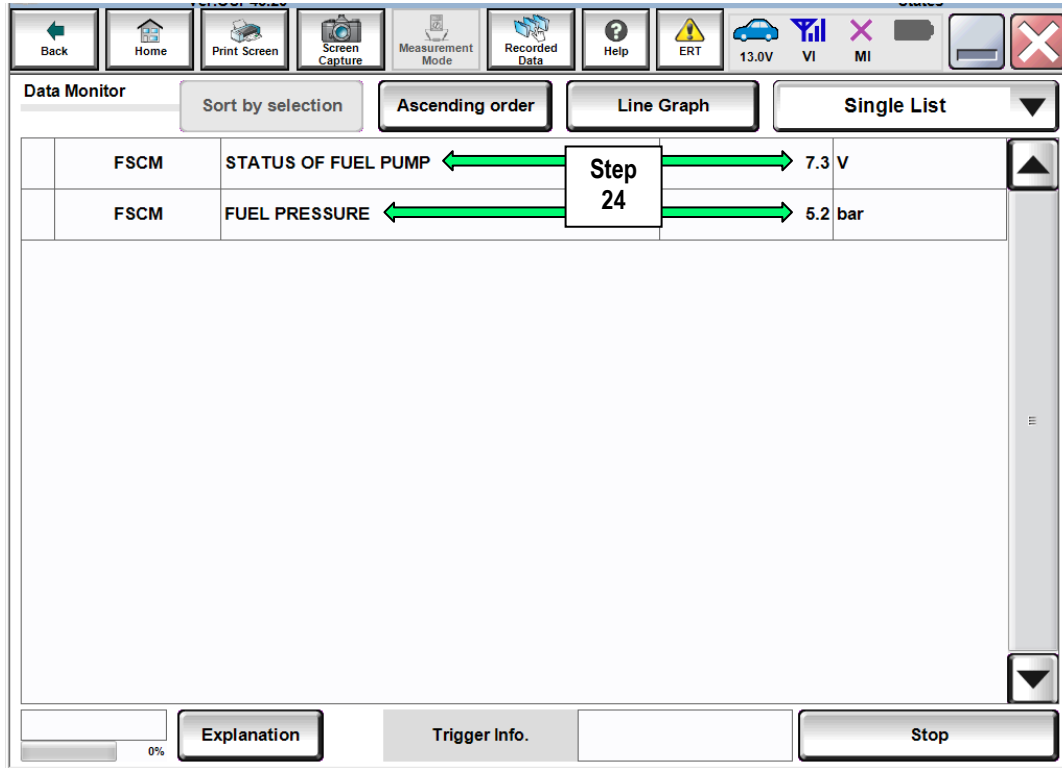 Back
Home
Print Screen
Screen
Capture
Measurement
Mode
Recorded
Data
Help
ERT
13.0V
VI
MI
Data Monitor
Sort by selection
Ascending order
Line Graph
Single List
FSCM STATUS OF FUEL PUMP 7.3 V
Step
24
FSCM FUEL PRESSURE 5.2 bar
0%
Explanation
Trigger Info.
Stop